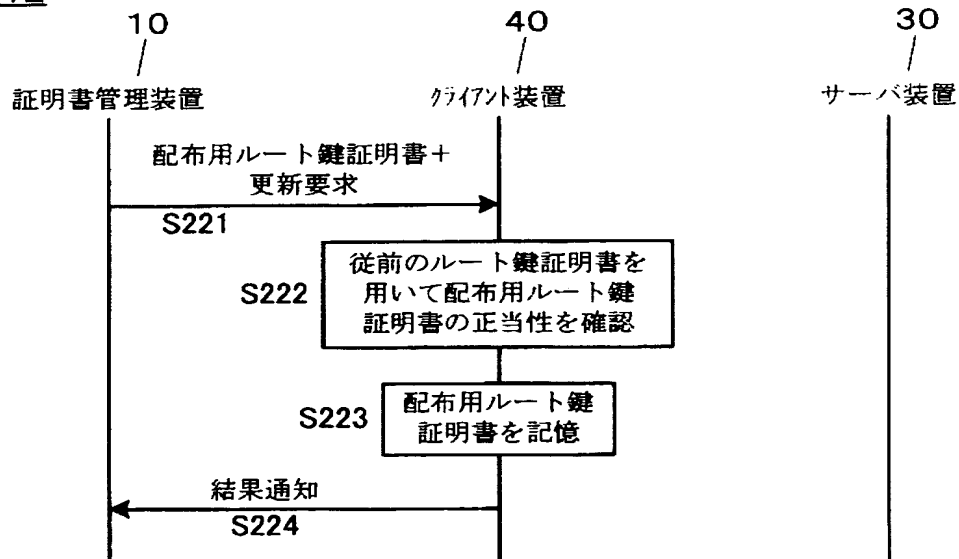 10
40
30
証明書管理装置
クライアント装置
サーバ装置
配布用ルート鍵証明書＋
更新要求
S221
S222
従前のルート鍵証明書を
用いて配布用ルート鍵
証明書の正当性を確認
S223
配布用ルート鍵
証明書を記憶
結果通知
S224